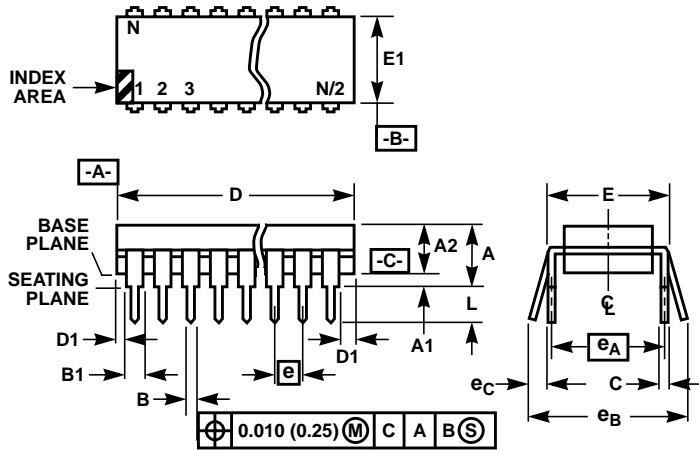 N
E1
INDEX
AREA
1 2 3 N/2
-B-
-A-
D
E
BASE
PLANE
A2
A
-C-
SEATING
PLANE
L
℄
D1
A1
D1
e
eA
B1
eC
C
B
eB
⌖ 0.010 (0.25) Ⓜ C A B Ⓢ